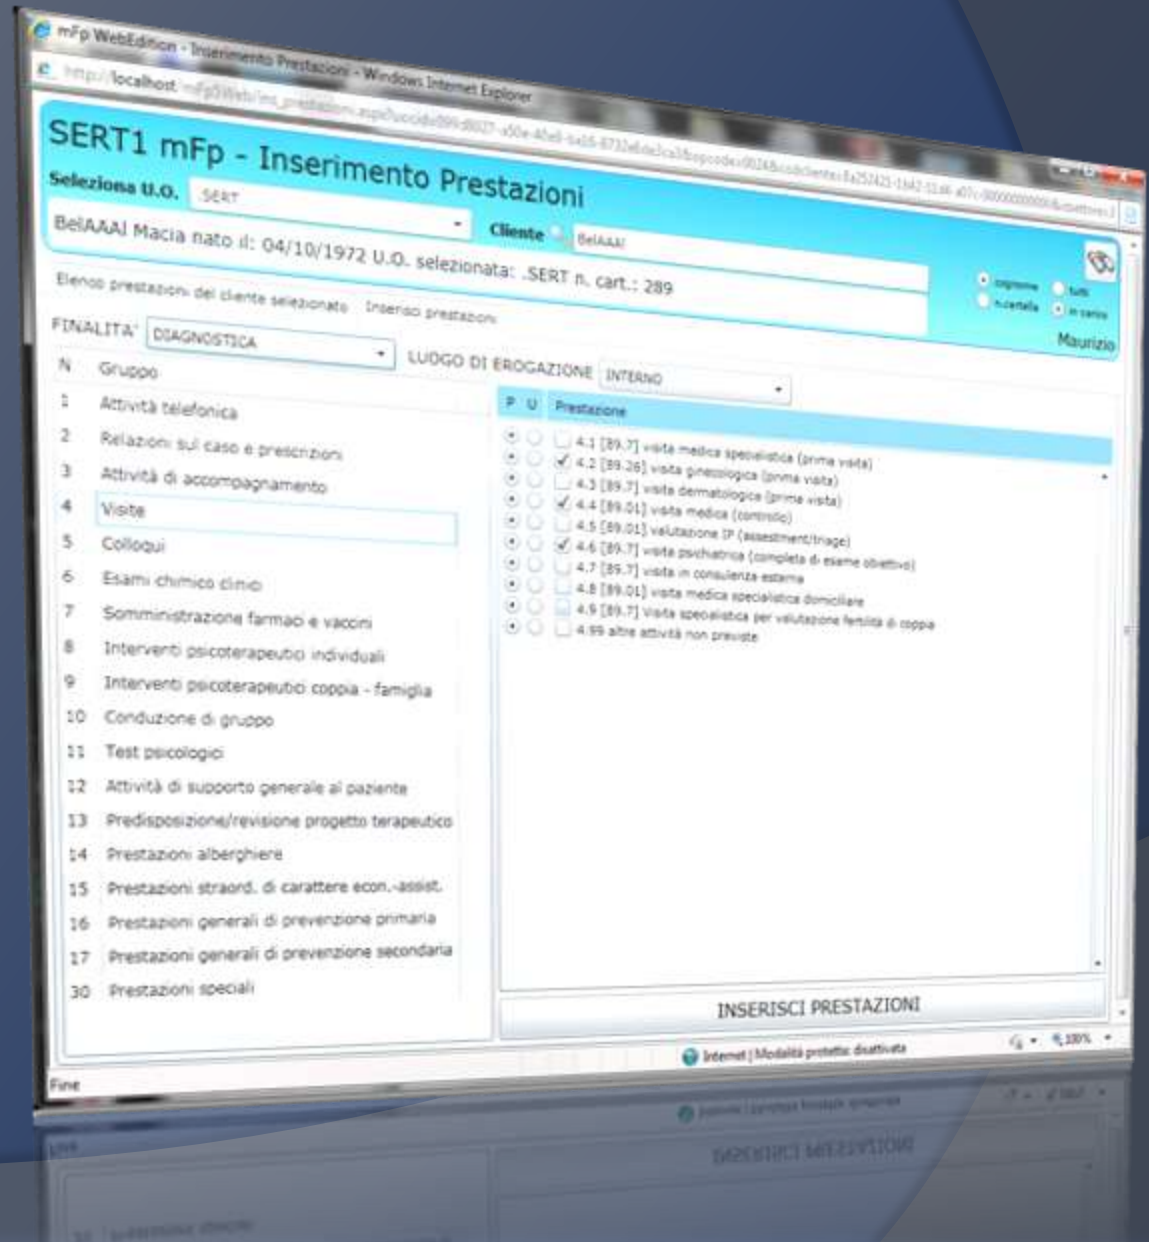 mFp WebEdition - Inserimento Prestazioni - Windows Internet Explorer
http://localhost/mFp5Web/ins_prestazioni.aspx?
SERT1 mFp - Inserimento Prestazioni
Seleziona U.O. .SERT
Cliente BelAAA!
BelAAA! Macia nato il: 04/10/1972 U.O. selezionata: .SERT n. cart.: 289
cognome tutti
n.cartella in carico
Maurizio
Elenco prestazioni del cliente selezionato Inserisci prestazioni
FINALITA' DIAGNOSTICA LUOGO DI EROGAZIONE INTERNO
N Gruppo
1 Attività telefonica
2 Relazioni sul caso e prescrizioni
3 Attività di accompagnamento
4 Visite
5 Colloqui
6 Esami chimico clinici
7 Somministrazione farmaci e vaccini
8 Interventi psicoterapeutici individuali
9 Interventi psicoterapeutici coppia - famiglia
10 Conduzione di gruppo
11 Test psicologici
12 Attività di supporto generale al paziente
13 Predisposizione/revisione progetto terapeutico
14 Prestazioni alberghiere
15 Prestazioni straord. di carattere econ.-assist.
16 Prestazioni generali di prevenzione primaria
17 Prestazioni generali di prevenzione secondaria
30 Prestazioni speciali
P U Prestazione
4.1 [89.7] visita medica specialistica (prima visita)
4.2 [89.26] visita ginecologica (prima visita)
4.3 [89.7] visita dermatologica (prima visita)
4.4 [89.01] visita medica (controllo)
4.5 [89.01] valutazione IP (assestment/triage)
4.6 [89.7] visita psichiatrica (completa di esame obiettivo)
4.7 [89.7] visita in consulenza esterna
4.8 [89.01] visita medica specialistica domiciliare
4.9 [89.7] Visita specialistica per valutazione fertilità di coppia
4.99 altre attività non previste
INSERISCI PRESTAZIONI
Fine
Internet | Modalità protetta: disattivata
100%